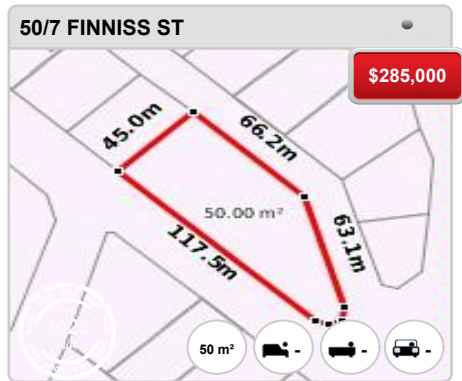 50/7 FINNISS ST
$285,000
45.0m
66.2m
50.00 m²
63.1m
117.5m
50 m²
-
-
-